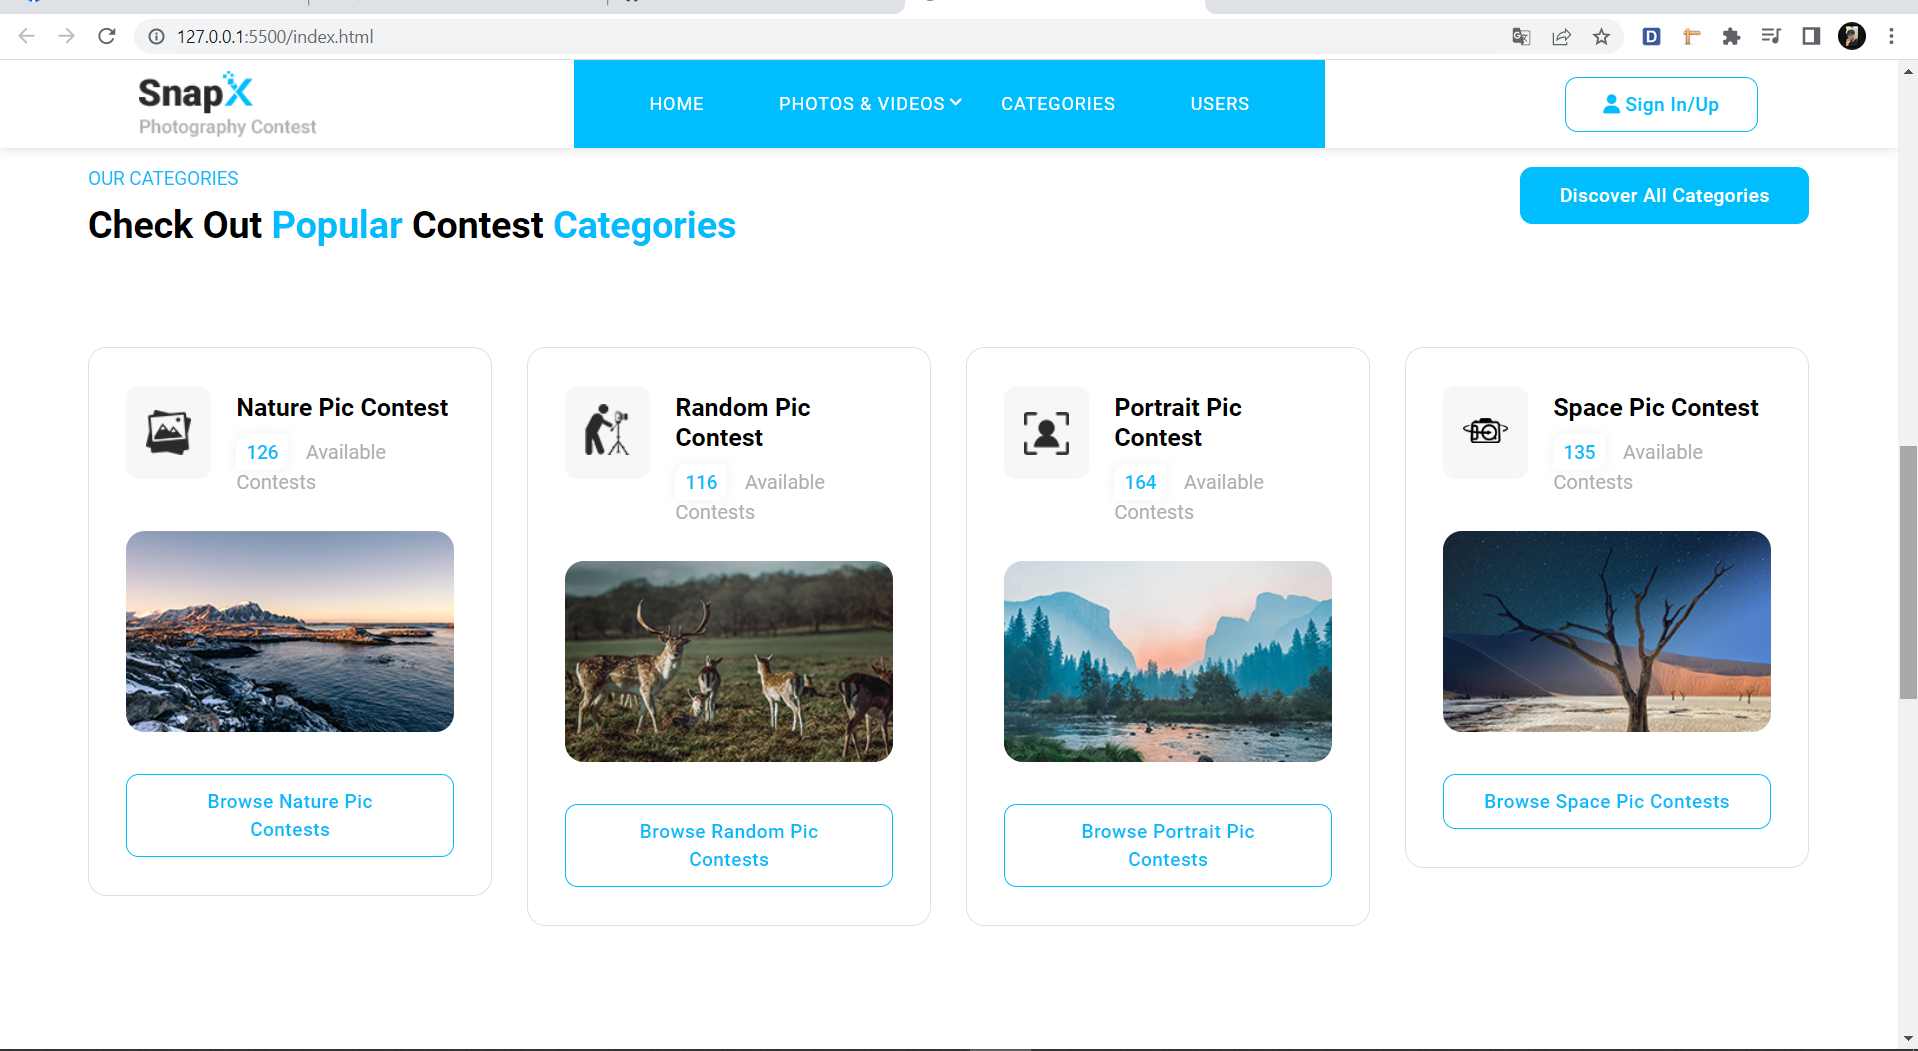 127.0.0.1:5500/index.html
SnapX
Photography Contest
HOME
PHOTOS & VIDEOS
CATEGORIES
USERS
Sign In/Up
OUR CATEGORIES
Check Out Popular Contest Categories
Discover All Categories
Nature Pic Contest
126 Available
Contests
Browse Nature Pic
Contests
Random Pic
Contest
116 Available
Contests
Browse Random Pic
Contests
Portrait Pic
Contest
164 Available
Contests
Browse Portrait Pic
Contests
Space Pic Contest
135 Available
Contests
Browse Space Pic Contests